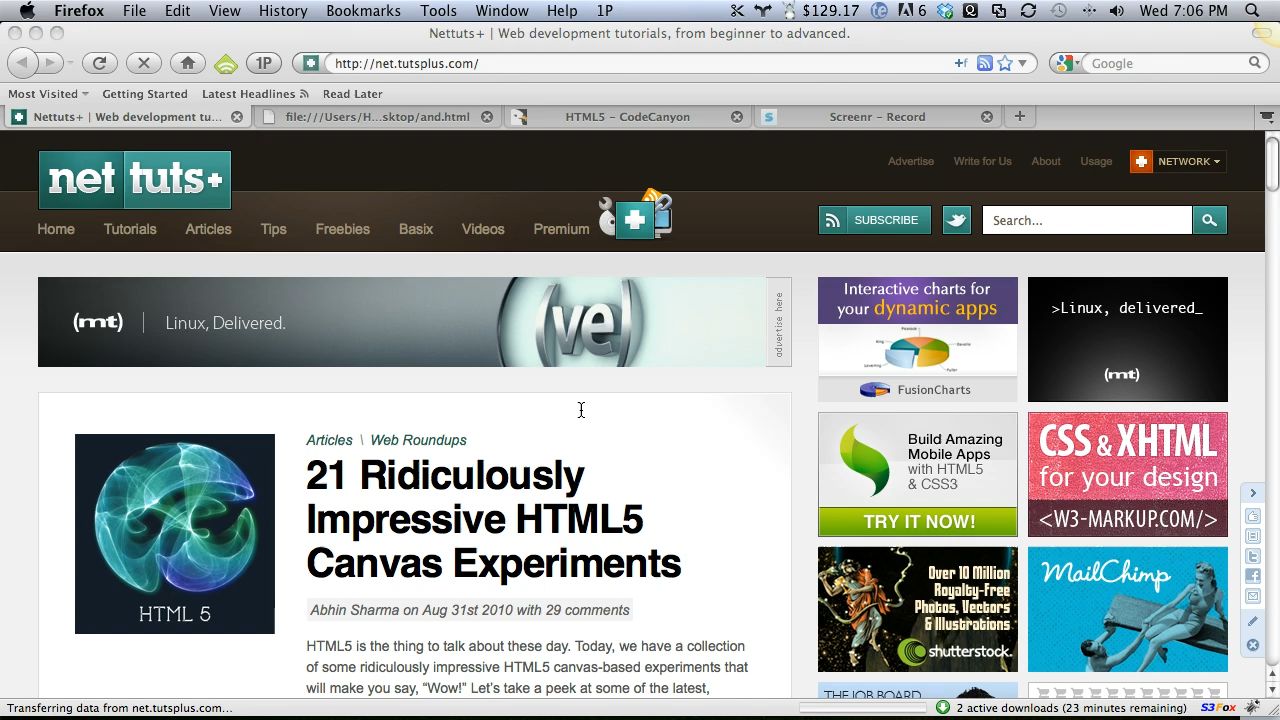 Firefox File Edit View History Bookmarks Tools Window Help 1P $129.17 6 Wed 7:06 PM
Nettuts+ | Web development tutorials, from beginner to advanced.
1P http://net.tutsplus.com/ +f Google
Most Visited Getting Started Latest Headlines Read Later
Nettuts+ | Web development tu... file:///Users/H...sktop/and.html HTML5 - CodeCanyon Screenr - Record
Advertise Write for Us About Usage NETWORK
net tuts+
Home Tutorials Articles Tips Freebies Basix Videos Premium
SUBSCRIBE Search...
(mt) Linux, Delivered. (ve) advertise here
Interactive charts for
your dynamic apps
FusionCharts
>Linux, delivered_
(mt)
Build Amazing
Mobile Apps
with HTML5
& CSS3
TRY IT NOW!
CSS & XHTML
for your design
<W3-MARKUP.COM/>
Articles \ Web Roundups
21 Ridiculously
Impressive HTML5
Canvas Experiments
HTML 5
Abhin Sharma on Aug 31st 2010 with 29 comments
HTML5 is the thing to talk about these day. Today, we have a collection
of some ridiculously impressive HTML5 canvas-based experiments that
will make you say, “Wow!” Let’s take a peek at some of the latest,
Over 10 Million
Royalty-Free
Photos, Vectors
& Illustrations
shutterstock
MailChimp
THE JOB BOARD
Transferring data from net.tutsplus.com... 2 active downloads (23 minutes remaining) S3Fox